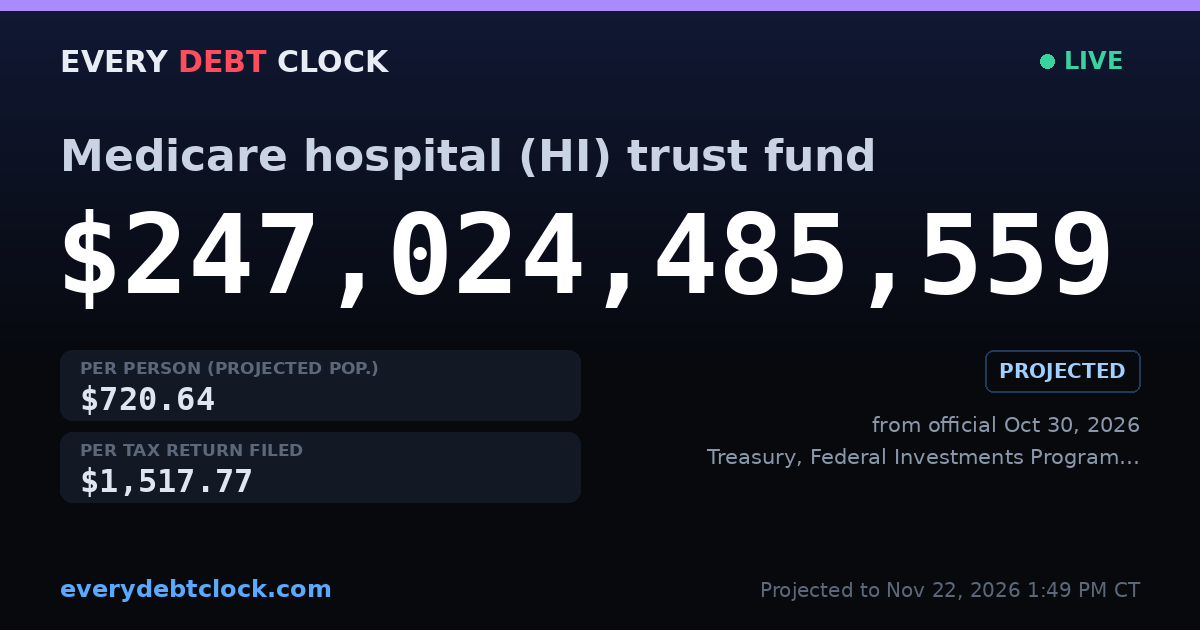 EVERY DEBT CLOCK
LIVE
Medicare hospital (HI) trust fund
$247,024,485,559
PER PERSON (PROJECTED POP.)
$720.64
PER TAX RETURN FILED
$1,517.77
PROJECTED
from official Oct 30, 2026
Treasury, Federal Investments Program…
everydebtclock.com
Projected to Nov 22, 2026 1:49 PM CT